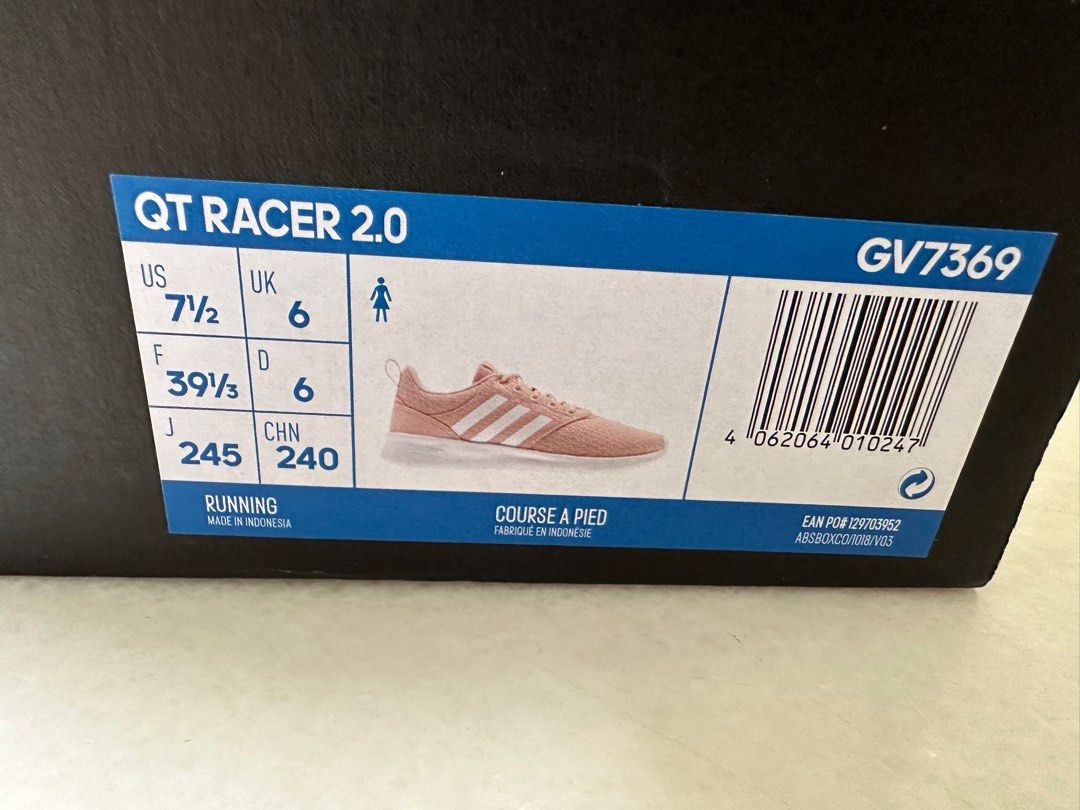 QT RACER 2.0
GV7369
US 7½
UK 6
F 39⅓
D 6
J 245
CHN 240
4 062064 010247
RUNNING
MADE IN INDONESIA
COURSE A PIED
FABRIQUÉ EN INDONÉSIE
EAN PO# 129703952
ABSBOXCO/1018/V03